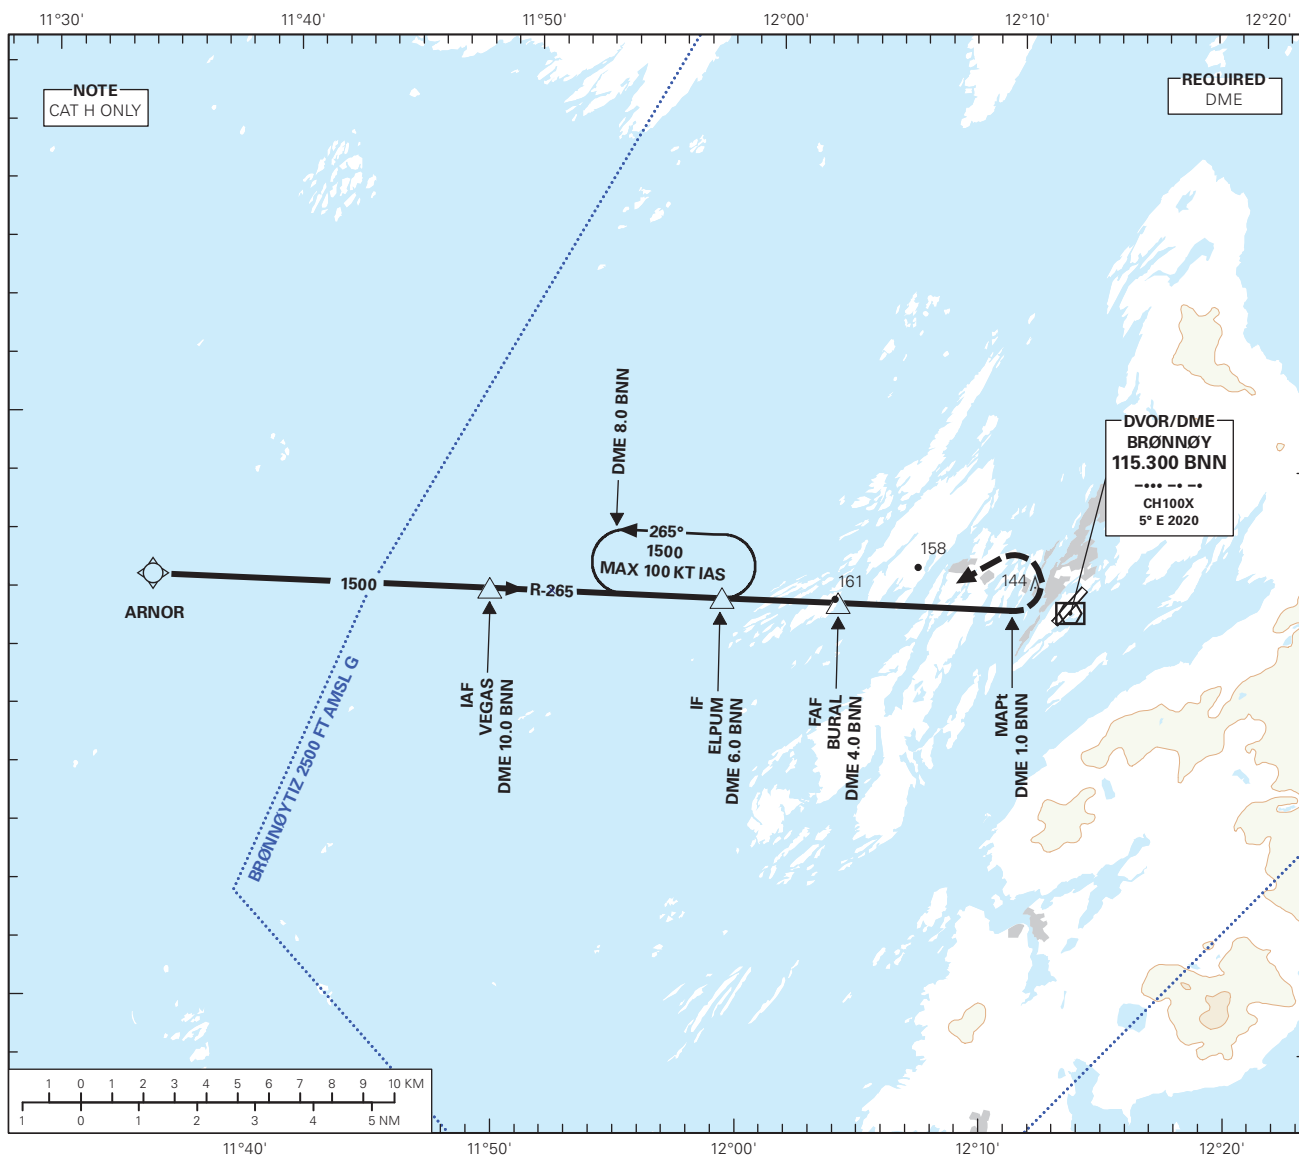 11°30'
11°40'
11°50'
12°00'
12°10'
12°20'
NOTE
CAT H ONLY
REQUIRED
DME
DME 8.0 BNN
DVOR/DME
BRØNNØY
115.300 BNN
CH100X
5° E 2020
265°
1500
MAX 100 KT IAS
158
161
144
1500
R-265
ARNOR
IAF
VEGAS
DME 10.0 BNN
IF
ELPUM
DME 6.0 BNN
FAF
BURAL
DME 4.0 BNN
MAPt
DME 1.0 BNN
BRØNNØY TIZ 2500 FT AMSL G
1 0 1 2 3 4 5 6 7 8 9 10 KM
1 0 1 2 3 4 5 NM
11°40'
11°50'
12°00'
12°10'
12°20'